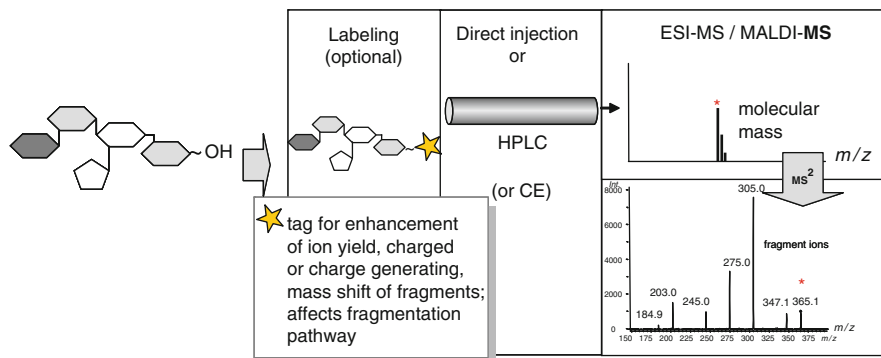 Labeling
(optional)
Direct injection
or
ESI-MS / MALDI-MS
*
molecular
mass
m/z
~OH
HPLC
(or CE)
MS2
tag for enhancement
of ion yield, charged
or charge generating,
mass shift of fragments;
affects fragmentation
pathway
Int.
8000
6000
4000
2000
0
305.0
fragment ions
275.0
*
203.0
245.0
347.1
365.1
184.9
150 175 200 225 250 275 300 325 350 375
m/z
m/z